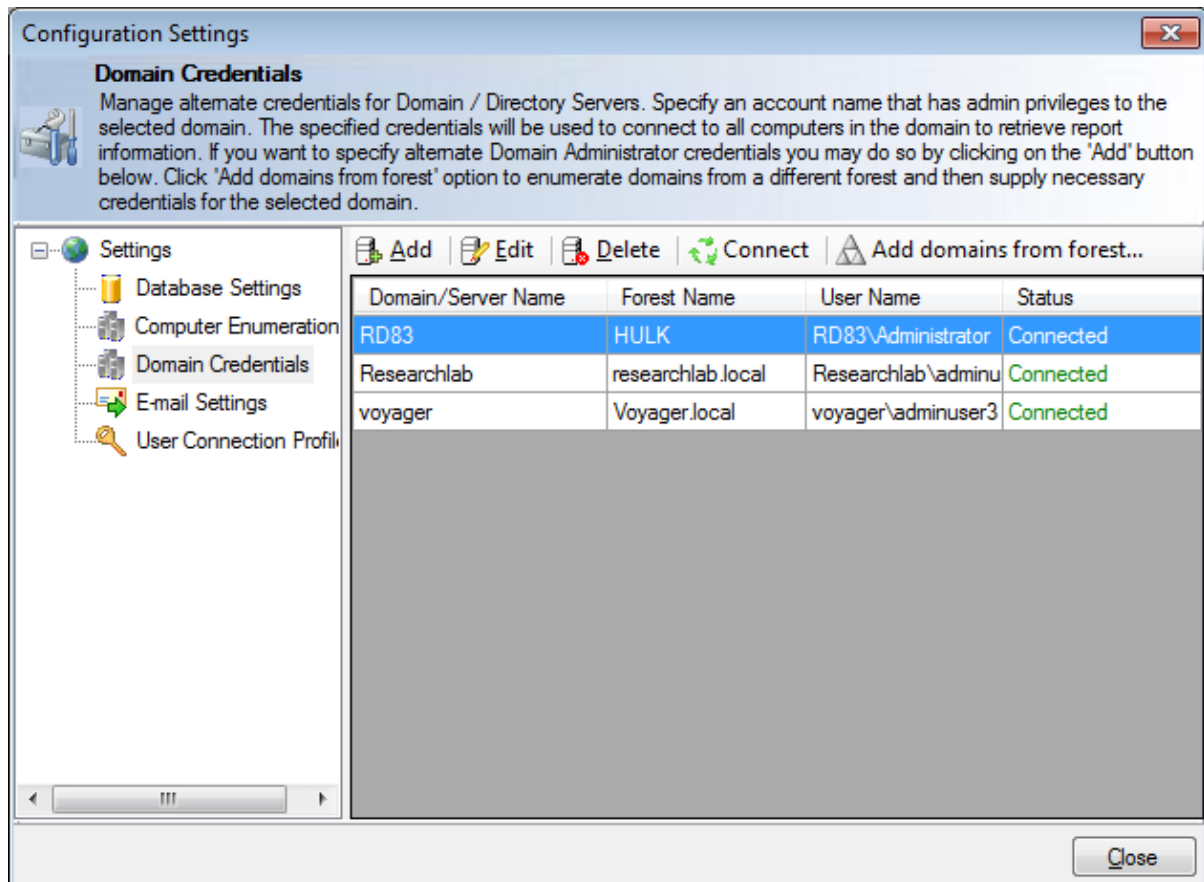 Configuration Settings
Domain Credentials
Manage alternate credentials for Domain / Directory Servers. Specify an account name that has admin privileges to the
selected domain. The specified credentials will be used to connect to all computers in the domain to retrieve report
information. If you want to specify alternate Domain Administrator credentials you may do so by clicking on the 'Add' button
below. Click 'Add domains from forest' option to enumerate domains from a different forest and then supply necessary
credentials for the selected domain.
Settings
Database Settings
Computer Enumeration
Domain Credentials
E-mail Settings
User Connection Profil
Add Edit Delete Connect Add domains from forest...
Domain/Server Name Forest Name User Name Status
RD83 HULK RD83\Administrator Connected
Researchlab researchlab.local Researchlab\adminu Connected
voyager Voyager.local voyager\adminuser3 Connected
Close